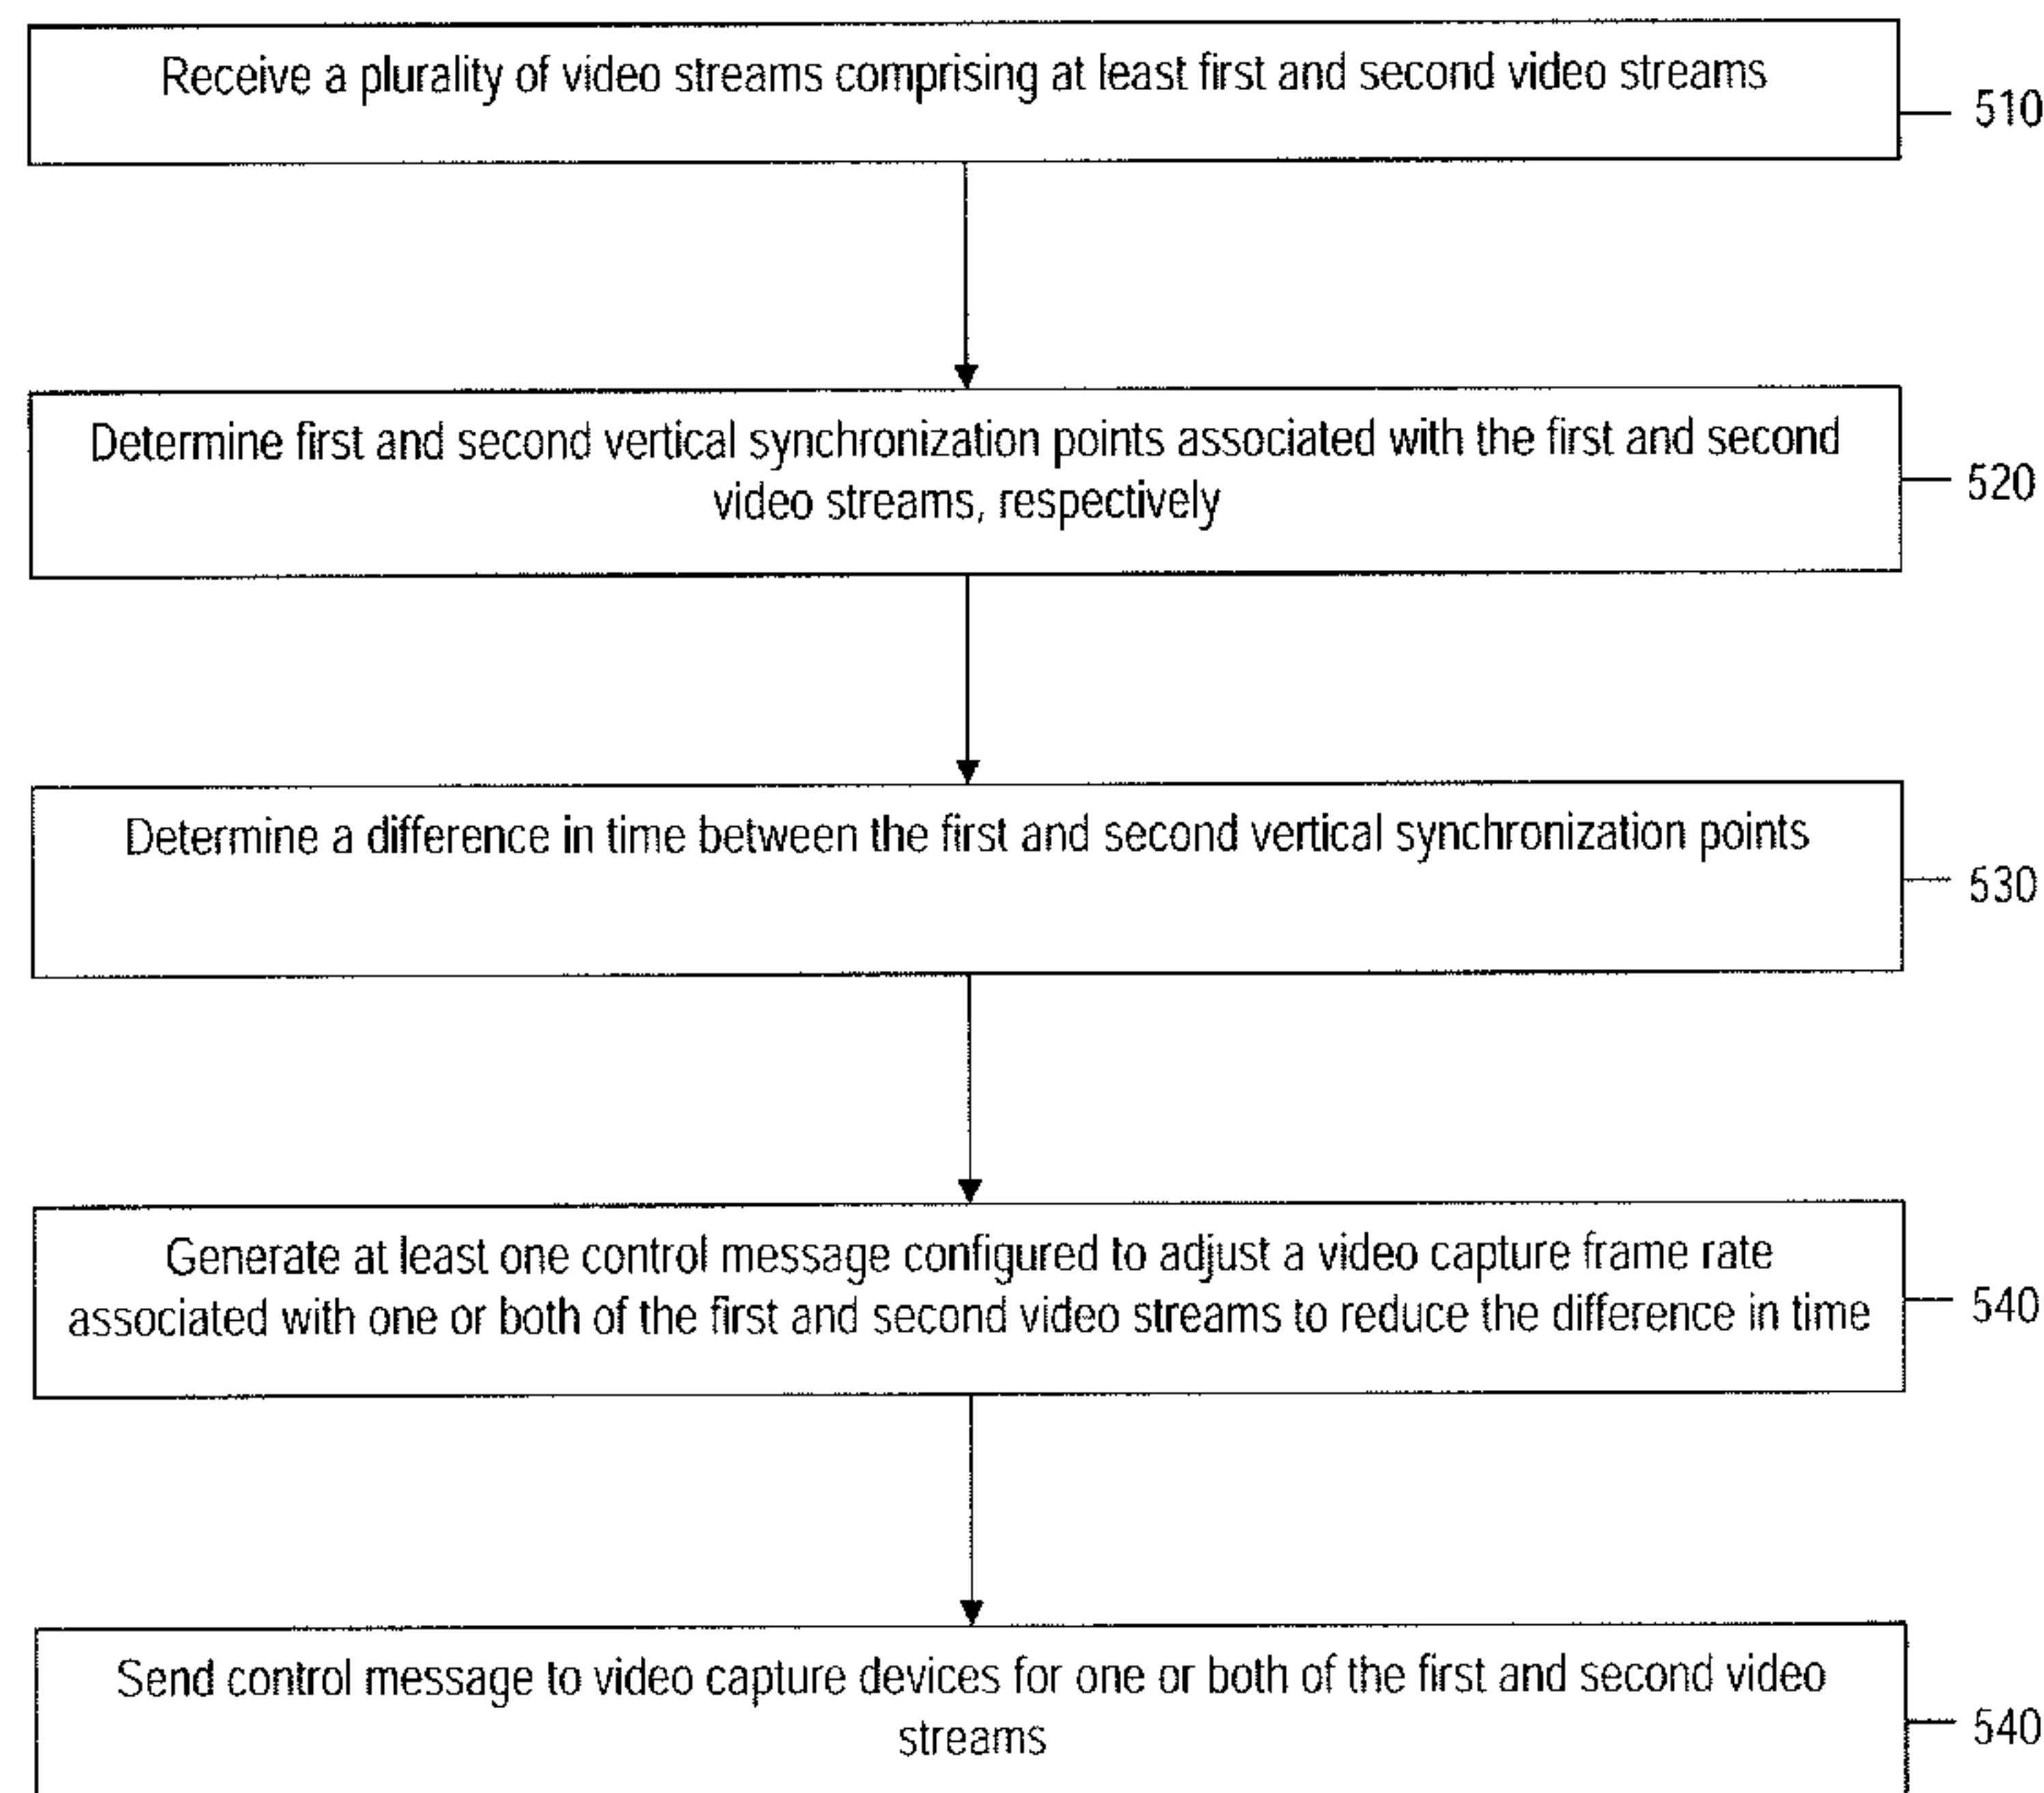 Receive a plurality of video streams comprising at least first and second video streams
510
Determine first and second vertical synchronization points associated with the first and second
video streams, respectively
520
Determine a difference in time between the first and second vertical synchronization points
530
Generate at least one control message configured to adjust a video capture frame rate
associated with one or both of the first and second video streams to reduce the difference in time
540
Send control message to video capture devices for one or both of the first and second video
streams
540